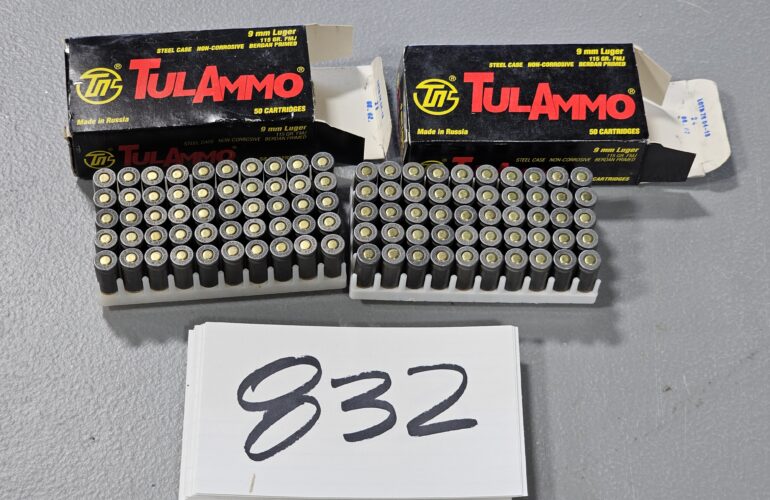 9 mm Luger
115 GR. FMJ
STEEL CASE NON-CORROSIVE BERDAN PRIMED
TULAMMO®
50 CARTRIDGES
Made in Russia
9 mm Luger
115 GR. FMJ
STEEL CASE NON-CORROSIVE BERDAN PRIMED
TULAMMO
9 mm Luger
115 GR. FMJ
STEEL CASE NON-CORROSIVE BERDAN PRIMED
TULAMMO®
50 CARTRIDGES
Made in Russia
9 mm Luger
115 GR. FMJ
STEEL CASE NON-CORROSIVE BERDAN PRIMED
832